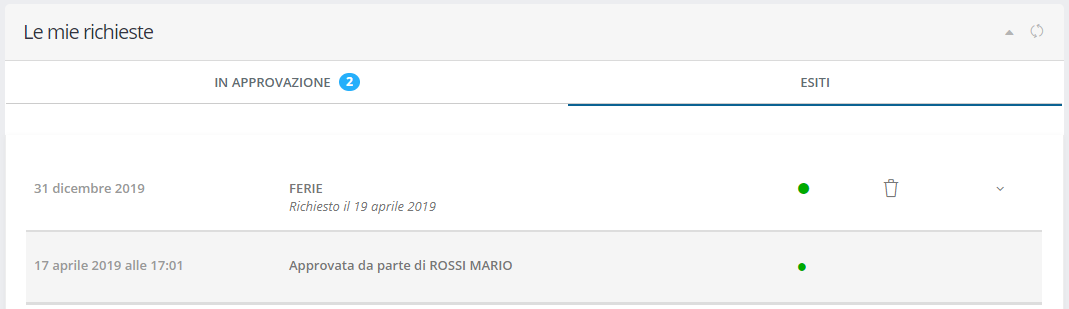 Le mie richieste
IN APPROVAZIONE 2
ESITI
31 dicembre 2019
FERIE
Richiesto il 19 aprile 2019
17 aprile 2019 alle 17:01
Approvata da parte di ROSSI MARIO